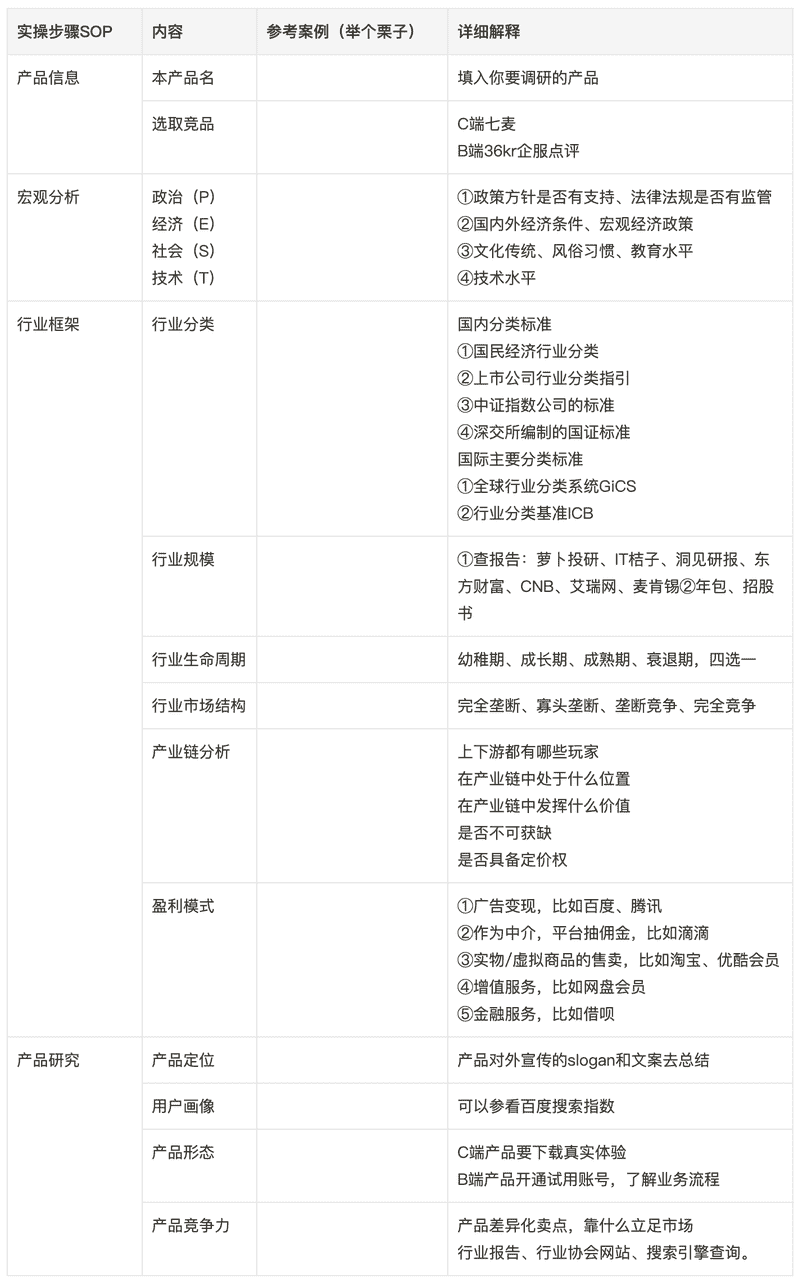 实操步骤SOP 内容 参考案例（举个栗子） 详细解释
产品信息 本产品名 填入你要调研的产品
选取竞品 C端七麦
B端36kr企服点评
宏观分析 政治（P） ①政策方针是否有支持、法律法规是否有监管
经济（E） ②国内外经济条件、宏观经济政策
社会（S） ③文化传统、风俗习惯、教育水平
技术（T） ④技术水平
行业框架 行业分类 国内分类标准
①国民经济行业分类
②上市公司行业分类指引
③中证指数公司的标准
④深交所编制的国证标准
国际主要分类标准
①全球行业分类系统GiCS
②行业分类基准ICB
行业规模 ①查报告：萝卜投研、IT桔子、洞见研报、东
方财富、CNB、艾瑞网、麦肯锡②年包、招股
书
行业生命周期 幼稚期、成长期、成熟期、衰退期，四选一
行业市场结构 完全垄断、寡头垄断、垄断竞争、完全竞争
产业链分析 上下游都有哪些玩家
在产业链中处于什么位置
在产业链中发挥什么价值
是否不可获缺
是否具备定价权
盈利模式 ①广告变现，比如百度、腾讯
②作为中介，平台抽佣金，比如滴滴
③实物/虚拟商品的售卖，比如淘宝、优酷会员
④增值服务，比如网盘会员
⑤金融服务，比如借呗
产品研究 产品定位 产品对外宣传的slogan和文案去总结
用户画像 可以参看百度搜索指数
产品形态 C端产品要下载真实体验
B端产品开通试用账号，了解业务流程
产品竞争力 产品差异化卖点，靠什么立足市场
行业报告、行业协会网站、搜索引擎查询。